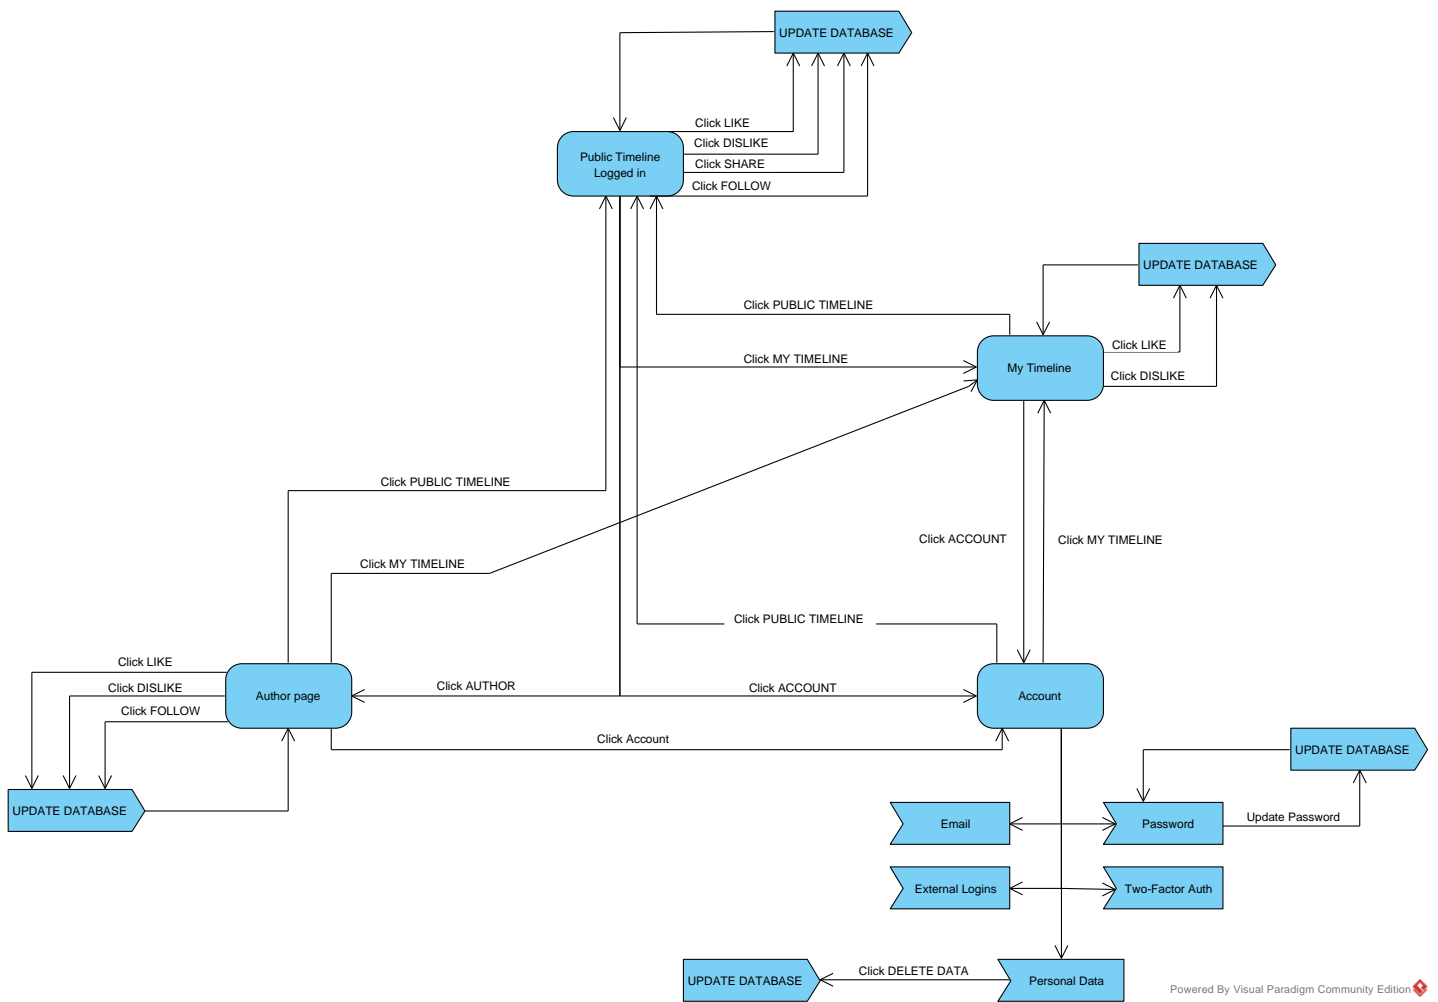 UPDATE DATABASE
Click LIKE
Click DISLIKE
Public Timeline
Logged in
Click SHARE
Click FOLLOW
UPDATE DATABASE
Click PUBLIC TIMELINE
Click LIKE
Click MY TIMELINE
My Timeline
Click DISLIKE
Click PUBLIC TIMELINE
Click ACCOUNT
Click MY TIMELINE
Click MY TIMELINE
Click PUBLIC TIMELINE
Click LIKE
Click DISLIKE
Click FOLLOW
Author page
Click AUTHOR
Click ACCOUNT
Account
Click Account
UPDATE DATABASE
UPDATE DATABASE
Email
Password
Update Password
External Logins
Two-Factor Auth
UPDATE DATABASE
Click DELETE DATA
Personal Data
Powered By Visual Paradigm Community Edition